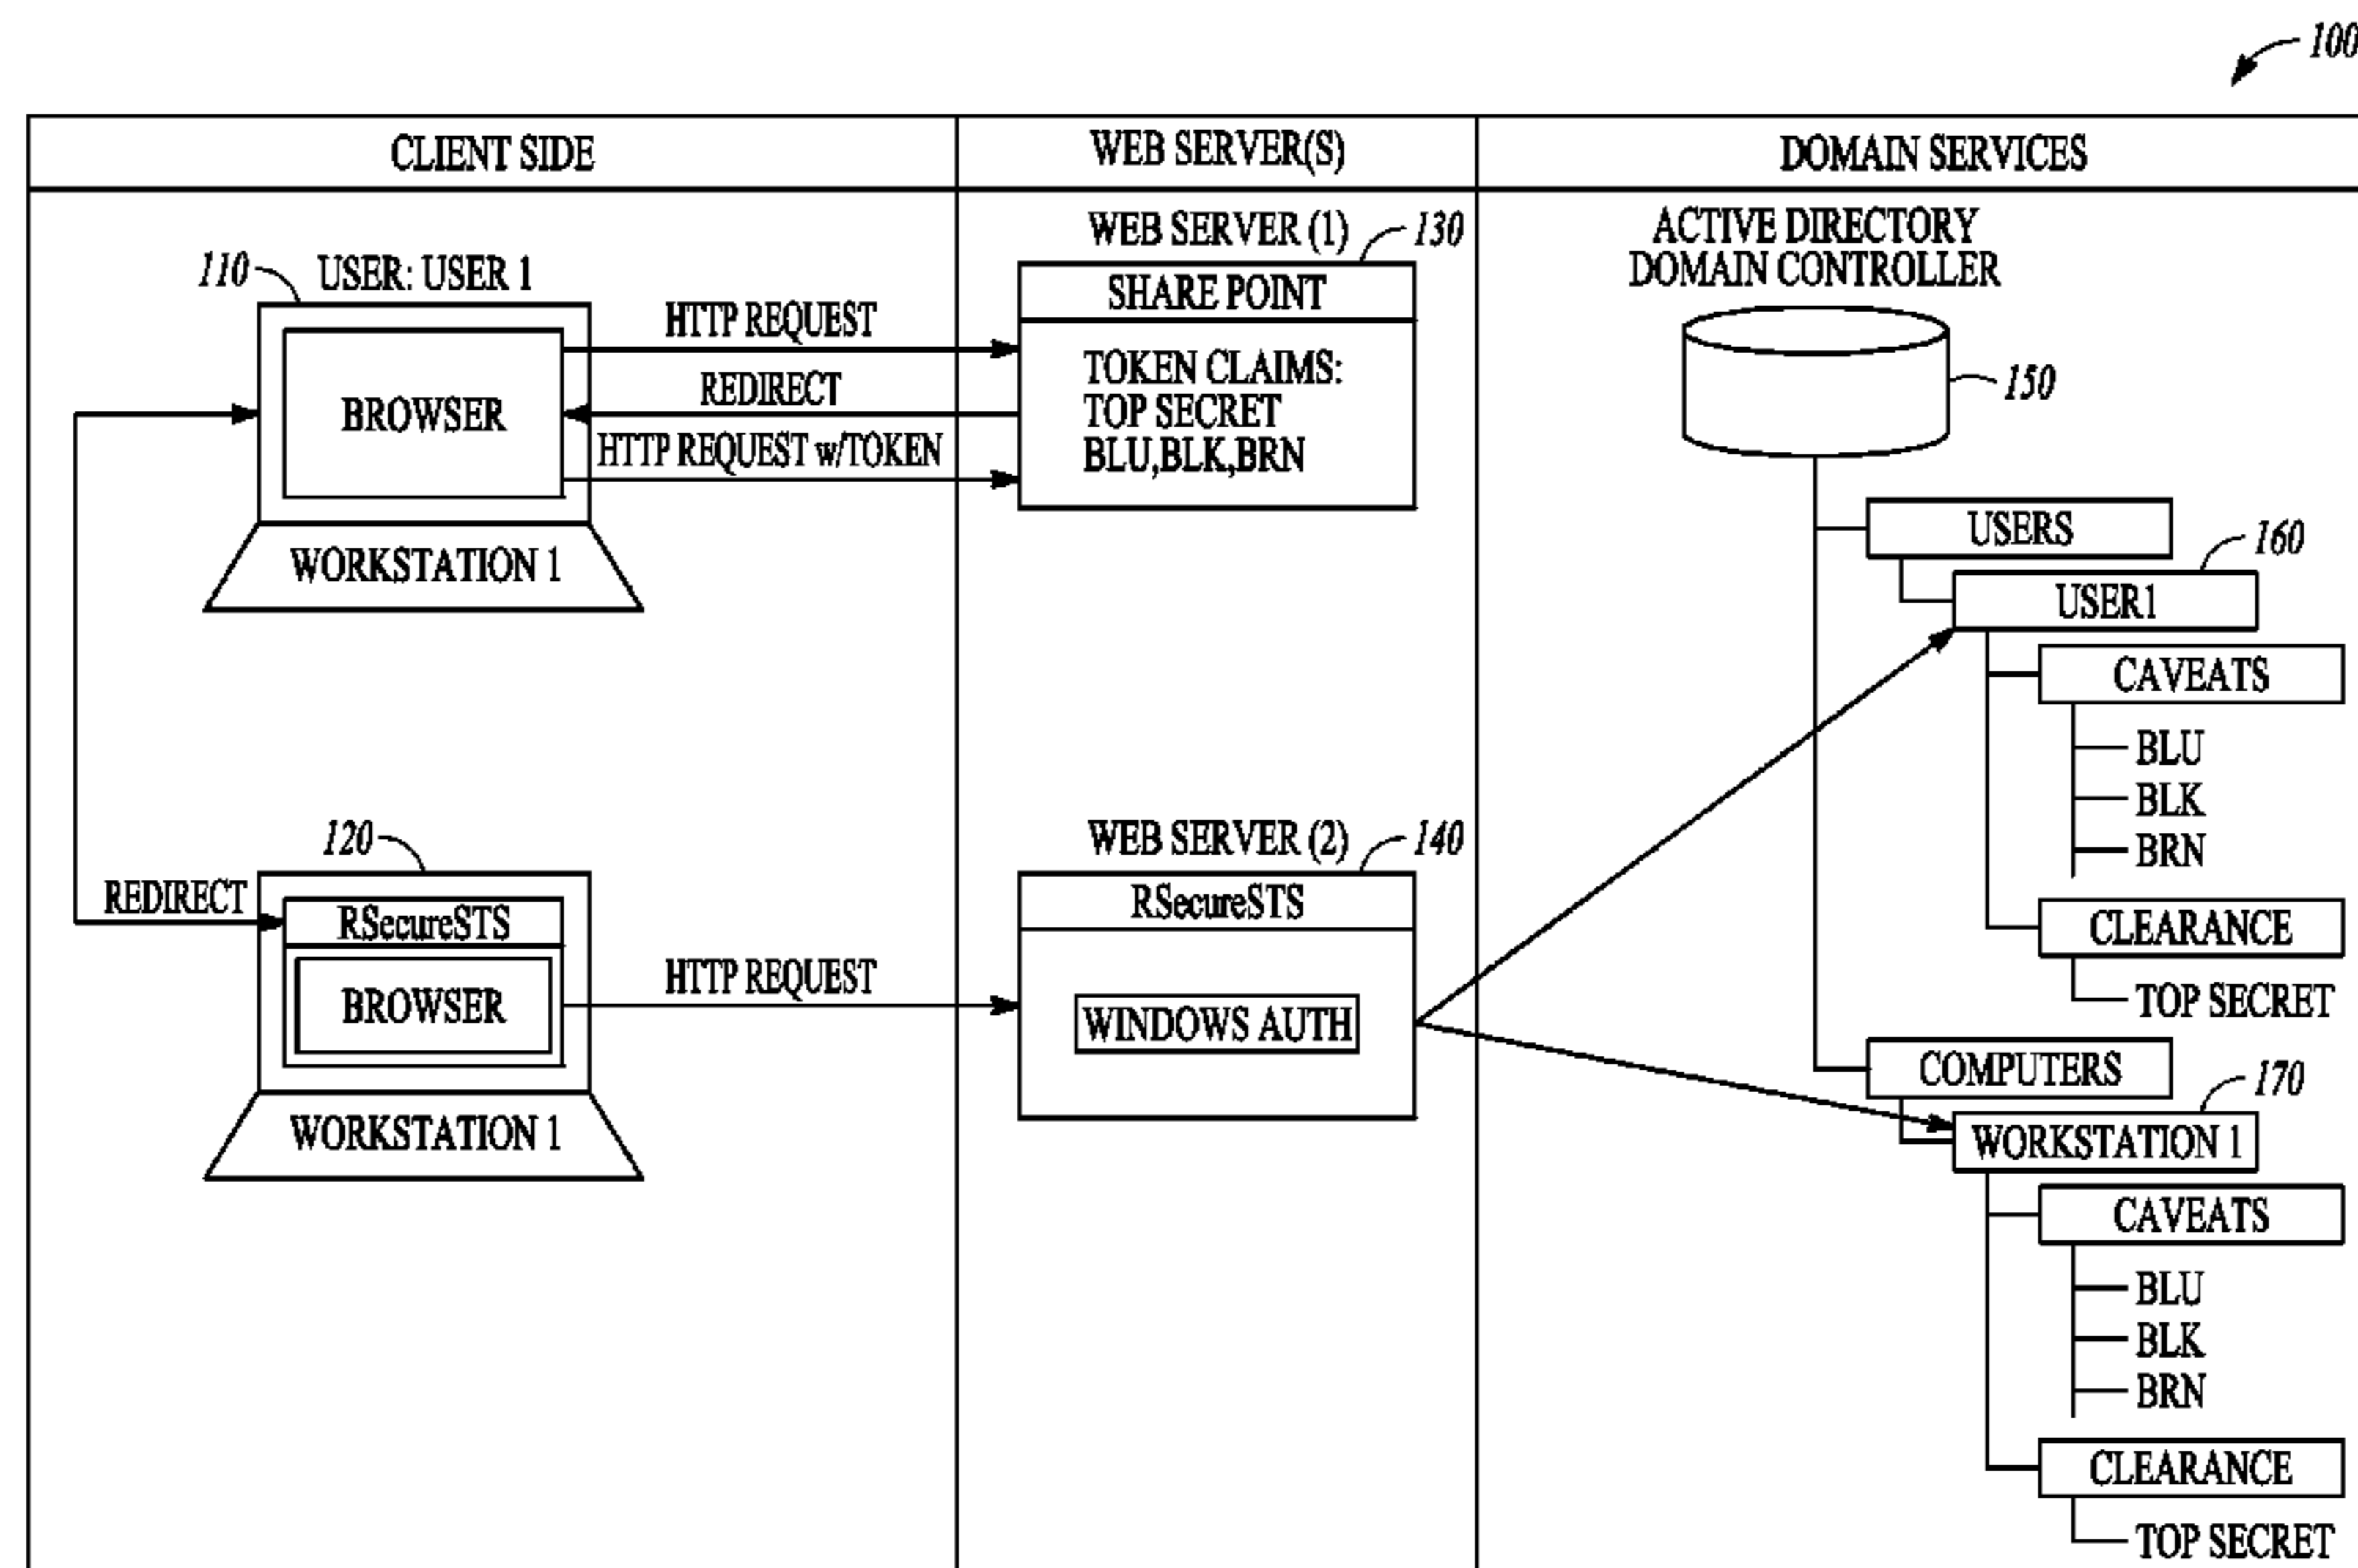 100
CLIENT SIDE
WEB SERVER(S)
DOMAIN SERVICES
110
USER: USER 1
BROWSER
WORKSTATION 1
HTTP REQUEST
REDIRECT
HTTP REQUEST w/TOKEN
WEB SERVER (1)
130
SHARE POINT
TOKEN CLAIMS:
TOP SECRET
BLU,BLK,BRN
120
REDIRECT
RSecureSTS
BROWSER
WORKSTATION 1
HTTP REQUEST
WEB SERVER (2)
140
RSecureSTS
WINDOWS AUTH
ACTIVE DIRECTORY
DOMAIN CONTROLLER
150
USERS
160
USER1
CAVEATS
BLU
BLK
BRN
CLEARANCE
TOP SECRET
COMPUTERS
170
WORKSTATION 1
CAVEATS
BLU
BLK
BRN
CLEARANCE
TOP SECRET